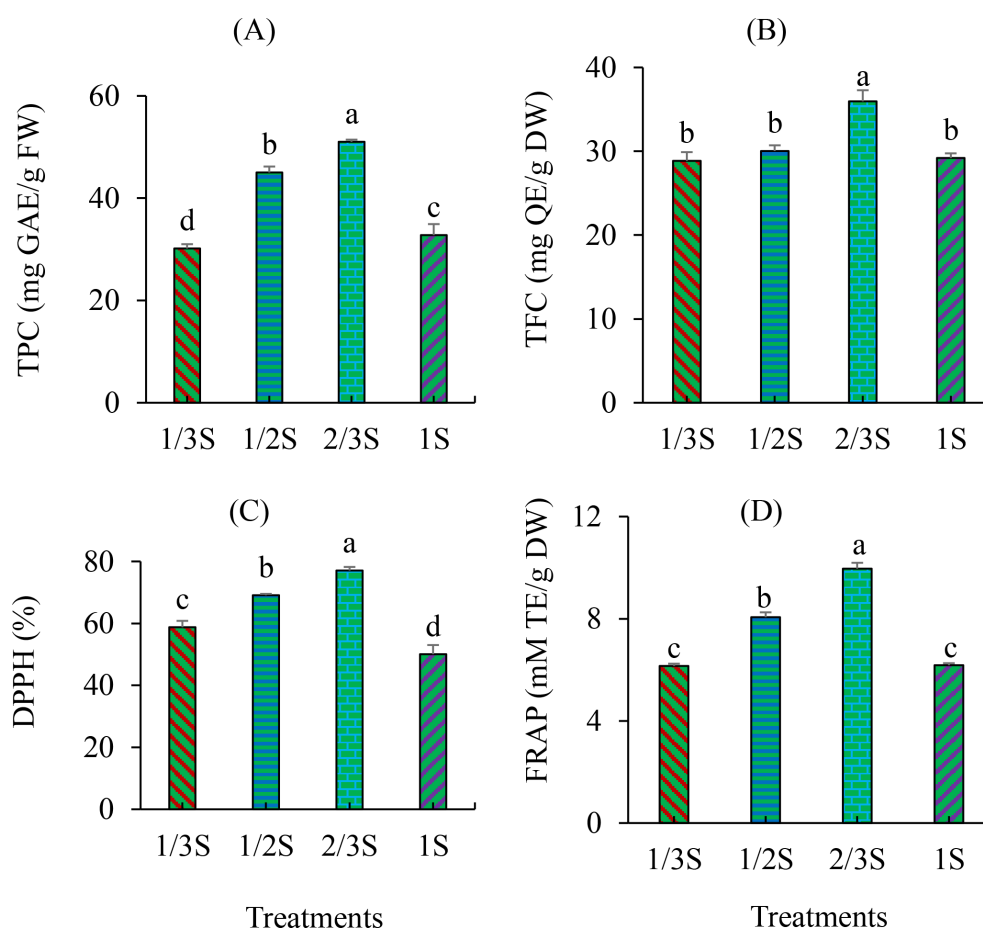 (A)
TPC (mg GAE/g FW)
60
40
20
0
d
b
a
c
1/3S 1/2S 2/3S 1S
(B)
TFC (mg QE/g DW)
40
30
20
10
0
b
b
a
b
1/3S 1/2S 2/3S 1S
(C)
DPPH (%)
80
60
40
20
0
c
b
a
d
1/3S 1/2S 2/3S 1S
Treatments
(D)
FRAP (mM TE/g DW)
12
8
4
0
c
b
a
c
1/3S 1/2S 2/3S 1S
Treatments